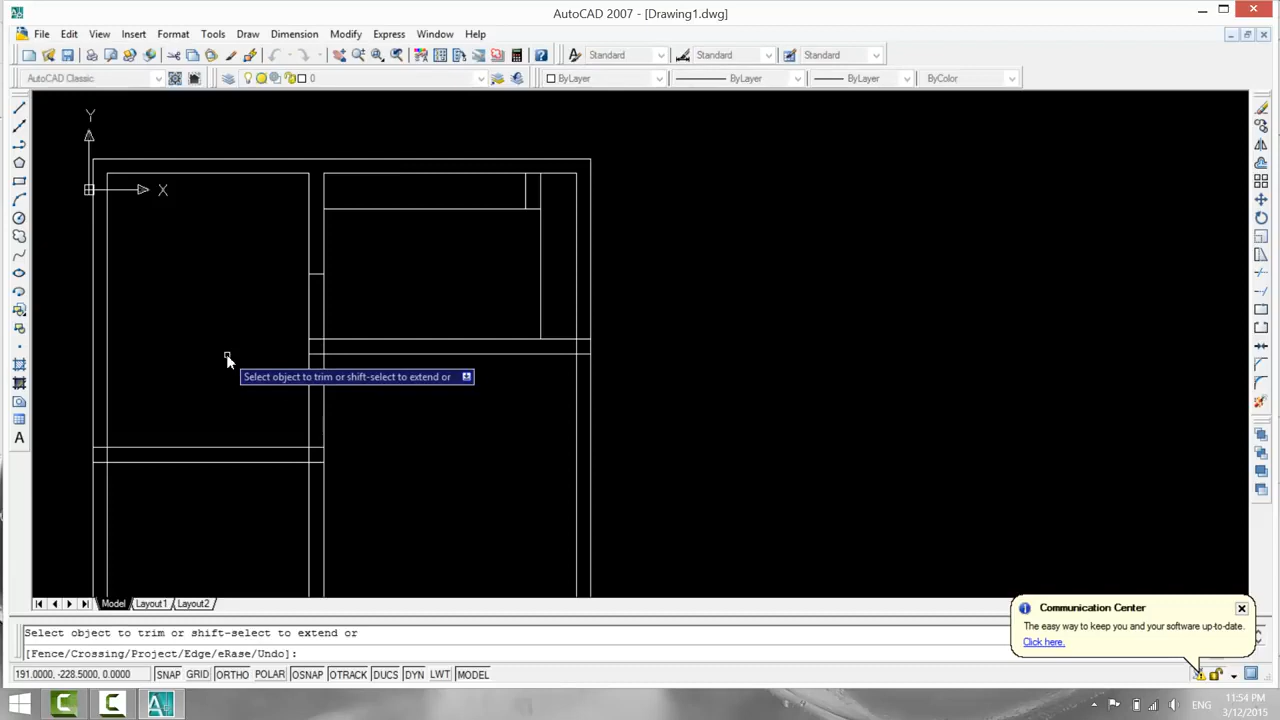 AutoCAD 2007 - [Drawing1.dwg]
File Edit View Insert Format Tools Draw Dimension Modify Express Window Help
Standard Standard Standard
AutoCAD Classic 0 ByLayer ByLayer ByLayer ByColor
Y
X
Select object to trim or shift-select to extend or
Model Layout1 Layout2
Communication Center
The easy way to keep you and your software up-to-date.
Click here.
Select object to trim or shift-select to extend or
[Fence/Crossing/Project/Edge/eRase/Undo]:
191.0000, -228.5000, 0.0000 SNAP GRID ORTHO POLAR OSNAP OTRACK DUCS DYN LWT MODEL
ENG
11:54 PM
3/12/2015